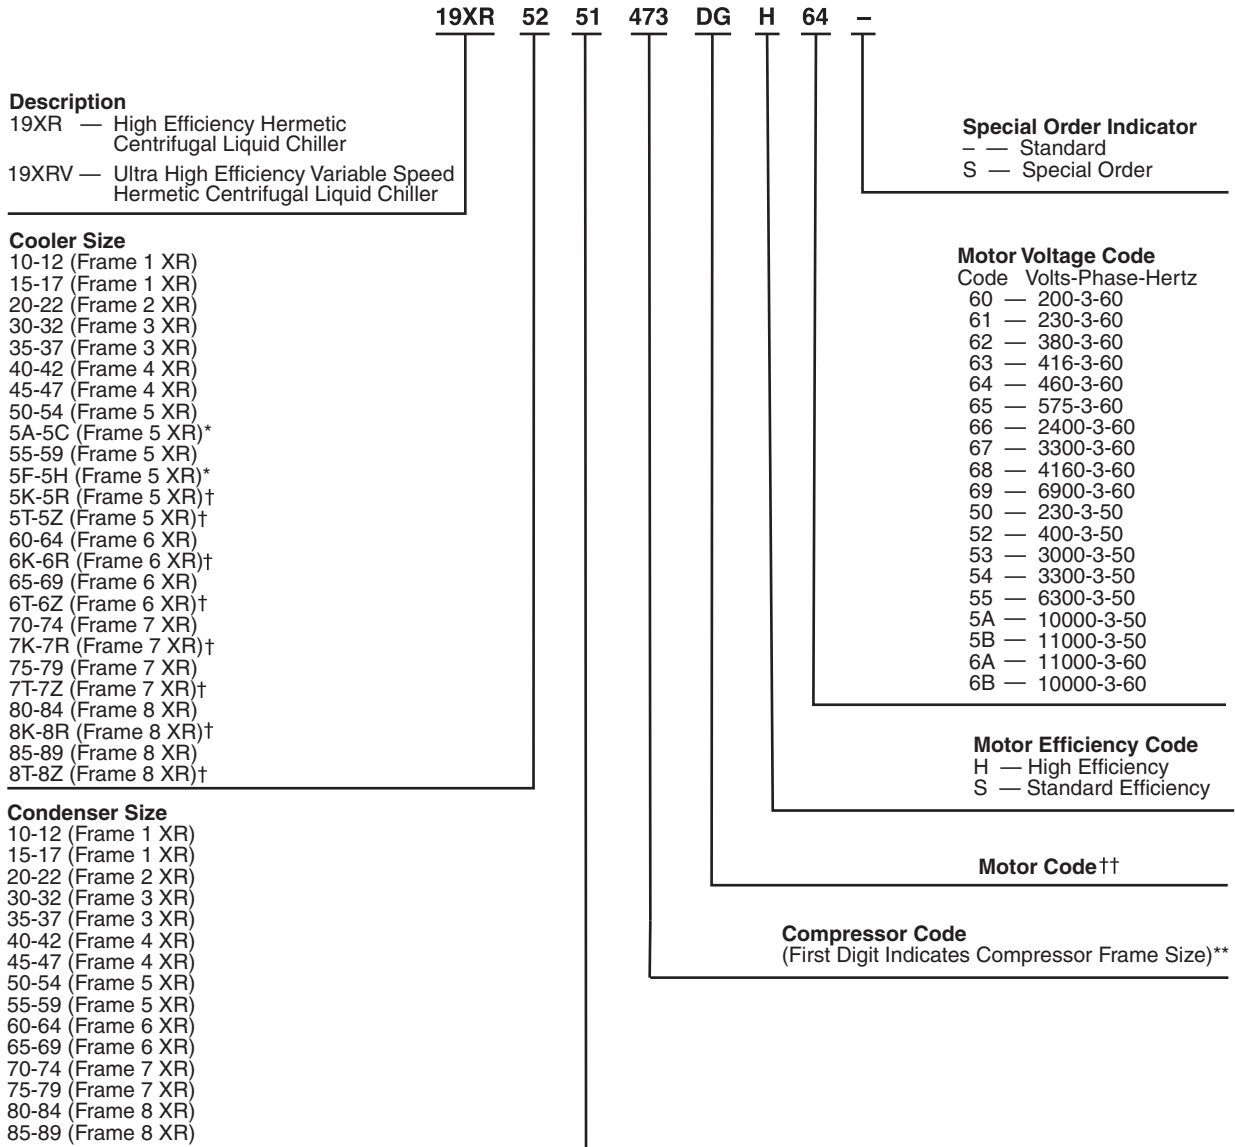 19XR 52 51 473 DG H 64 –
Description
19XR — High Efficiency Hermetic
Centrifugal Liquid Chiller
19XRV — Ultra High Efficiency Variable Speed
Hermetic Centrifugal Liquid Chiller
Cooler Size
10-12 (Frame 1 XR)
15-17 (Frame 1 XR)
20-22 (Frame 2 XR)
30-32 (Frame 3 XR)
35-37 (Frame 3 XR)
40-42 (Frame 4 XR)
45-47 (Frame 4 XR)
50-54 (Frame 5 XR)
5A-5C (Frame 5 XR)*
55-59 (Frame 5 XR)
5F-5H (Frame 5 XR)*
5K-5R (Frame 5 XR)†
5T-5Z (Frame 5 XR)†
60-64 (Frame 6 XR)
6K-6R (Frame 6 XR)†
65-69 (Frame 6 XR)
6T-6Z (Frame 6 XR)†
70-74 (Frame 7 XR)
7K-7R (Frame 7 XR)†
75-79 (Frame 7 XR)
7T-7Z (Frame 7 XR)†
80-84 (Frame 8 XR)
8K-8R (Frame 8 XR)†
85-89 (Frame 8 XR)
8T-8Z (Frame 8 XR)†
Condenser Size
10-12 (Frame 1 XR)
15-17 (Frame 1 XR)
20-22 (Frame 2 XR)
30-32 (Frame 3 XR)
35-37 (Frame 3 XR)
40-42 (Frame 4 XR)
45-47 (Frame 4 XR)
50-54 (Frame 5 XR)
55-59 (Frame 5 XR)
60-64 (Frame 6 XR)
65-69 (Frame 6 XR)
70-74 (Frame 7 XR)
75-79 (Frame 7 XR)
80-84 (Frame 8 XR)
85-89 (Frame 8 XR)
Special Order Indicator
– — Standard
S — Special Order
Motor Voltage Code
Code Volts-Phase-Hertz
60 — 200-3-60
61 — 230-3-60
62 — 380-3-60
63 — 416-3-60
64 — 460-3-60
65 — 575-3-60
66 — 2400-3-60
67 — 3300-3-60
68 — 4160-3-60
69 — 6900-3-60
50 — 230-3-50
52 — 400-3-50
53 — 3000-3-50
54 — 3300-3-50
55 — 6300-3-50
5A — 10000-3-50
5B — 11000-3-50
6A — 11000-3-60
6B — 10000-3-60
Motor Efficiency Code
H — High Efficiency
S — Standard Efficiency
Motor Code††
Compressor Code
(First Digit Indicates Compressor Frame Size)**